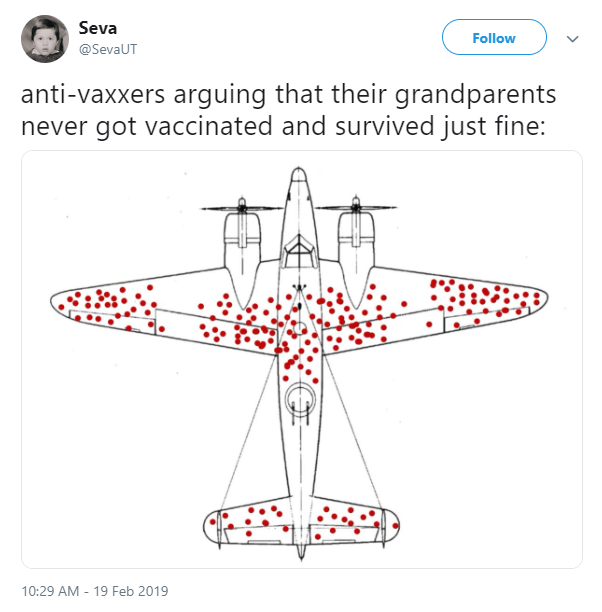 Seva
@SevaUT
Follow
anti-vaxxers arguing that their grandparents
never got vaccinated and survived just fine:
10:29 AM - 19 Feb 2019